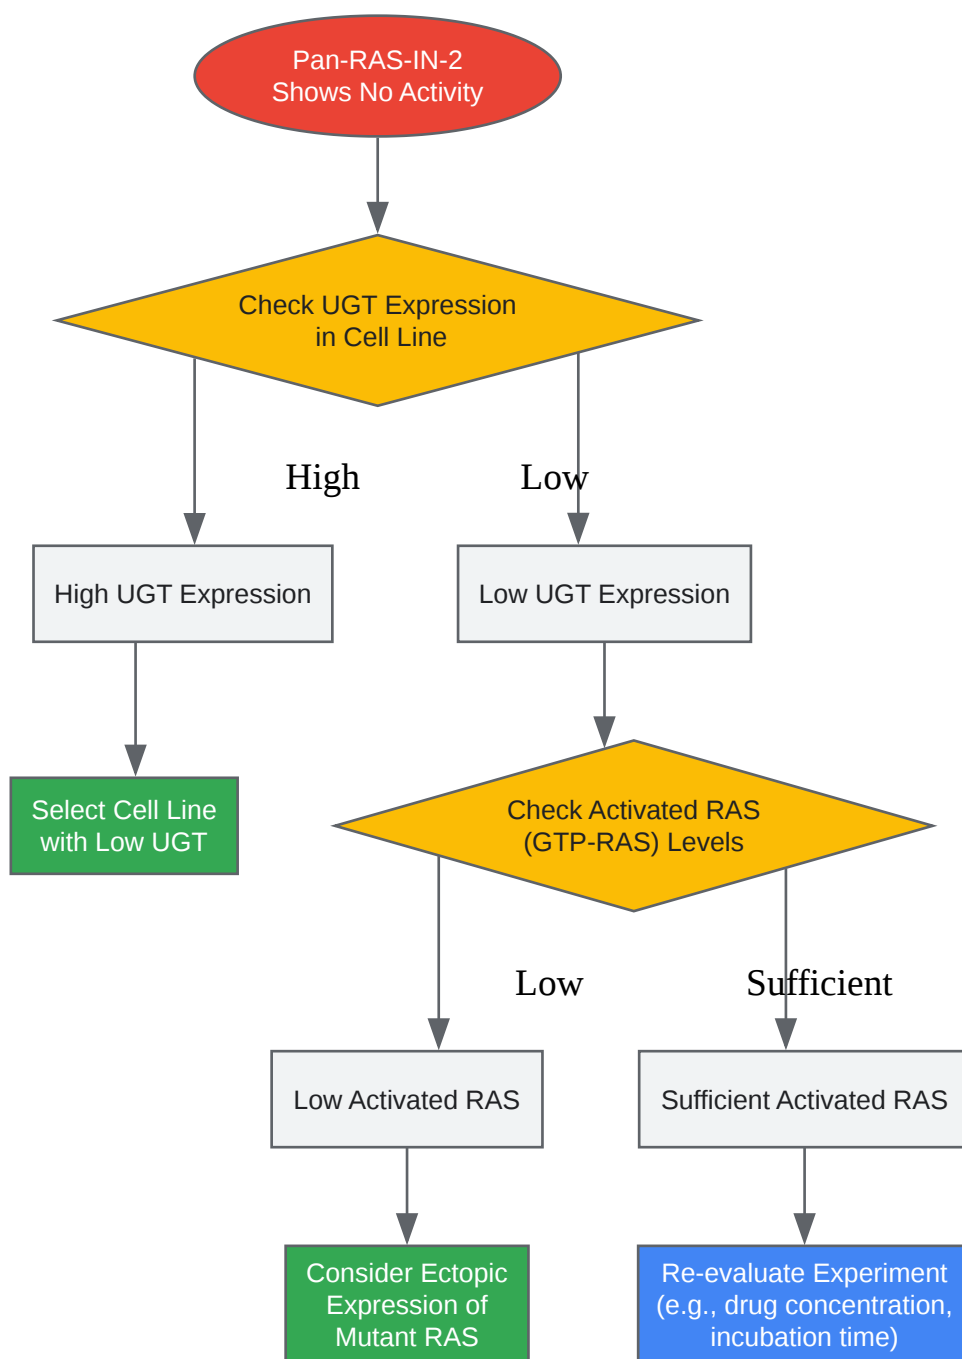 Pan-RAS-IN-2
Shows No Activity
Check UGT Expression
in Cell Line
High
Low
High UGT Expression
Low UGT Expression
Select Cell Line
with Low UGT
Check Activated RAS
(GTP-RAS) Levels
Low
Sufficient
Low Activated RAS
Sufficient Activated RAS
Consider Ectopic
Expression of
Mutant RAS
Re-evaluate Experiment
(e.g., drug concentration,
incubation time)